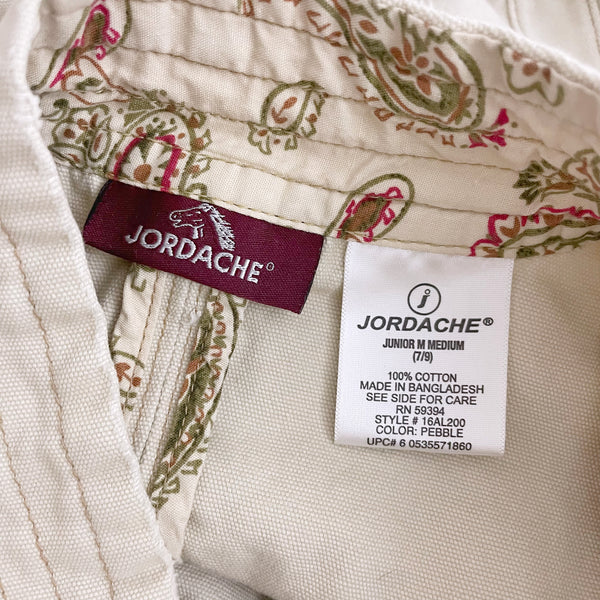 JORDACHE®
j
JORDACHE®
JUNIOR M MEDIUM
(7/9)
100% COTTON
MADE IN BANGLADESH
SEE SIDE FOR CARE
RN 59394
STYLE # 16AL200
COLOR: PEBBLE
UPC# 6 0535571860